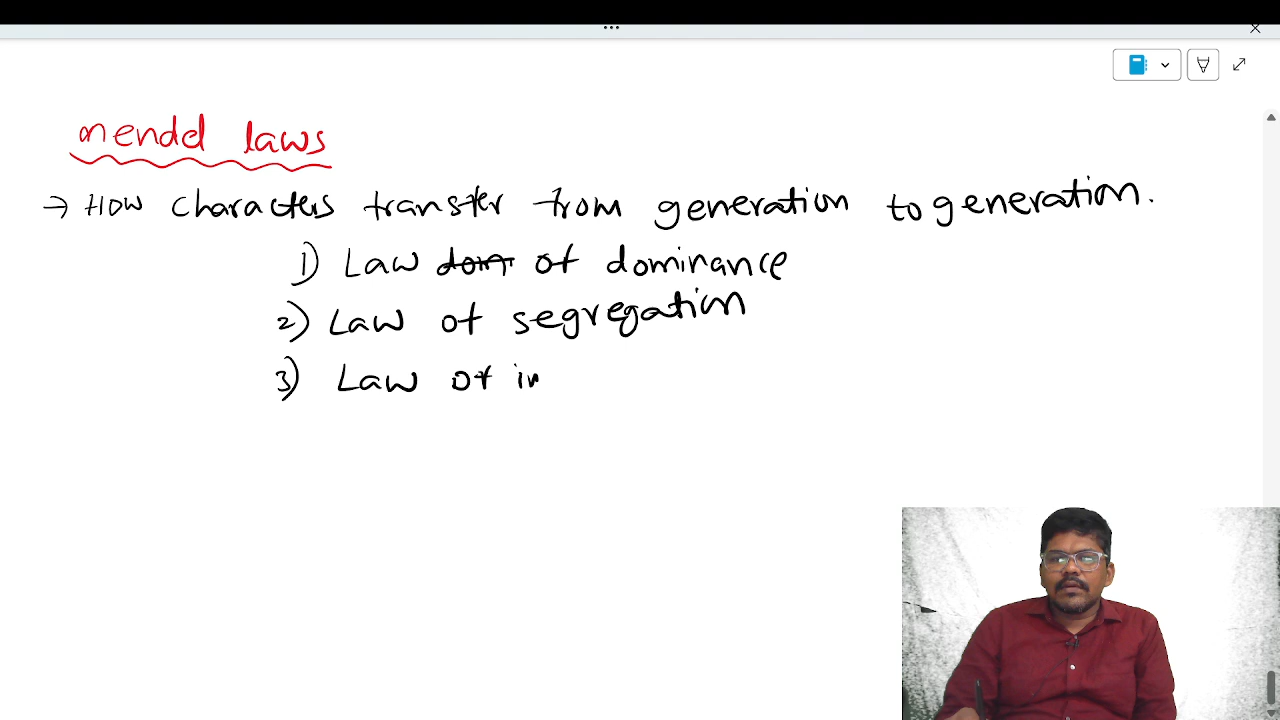 mendel laws
→ How characters transfer from generation to generation.
1) Law of dominance
2) Law of segregation
3) Law of in